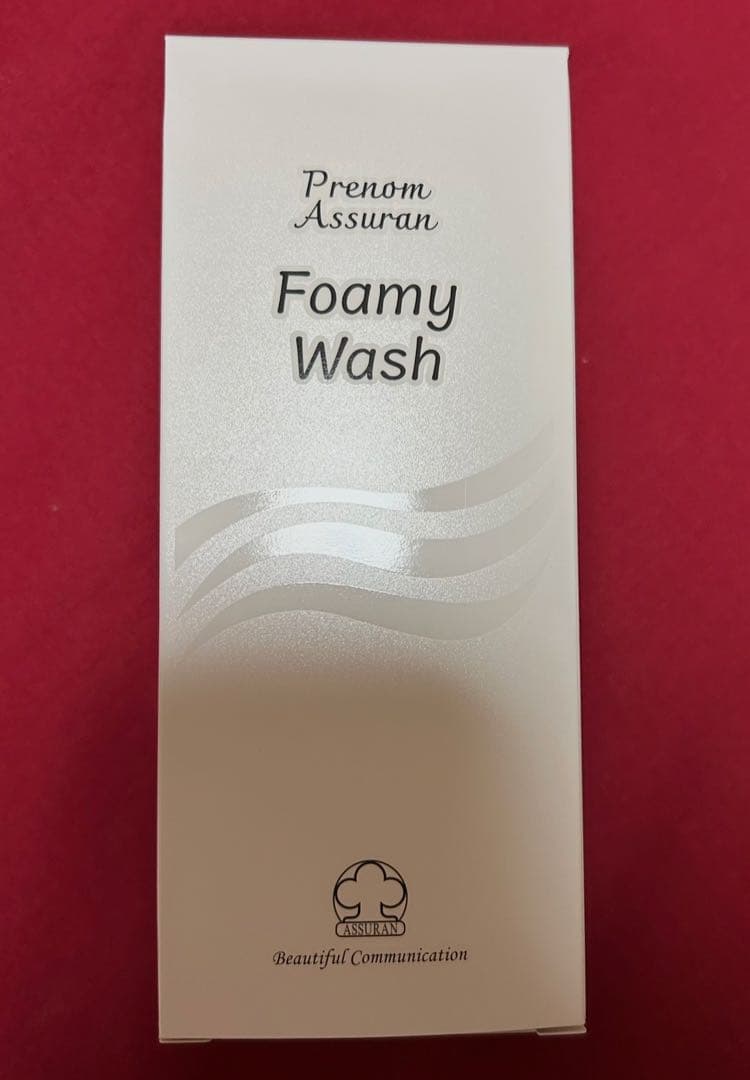 Prenom
Assuran
Foamy
Wash
ASSURAN
Beautiful Communication